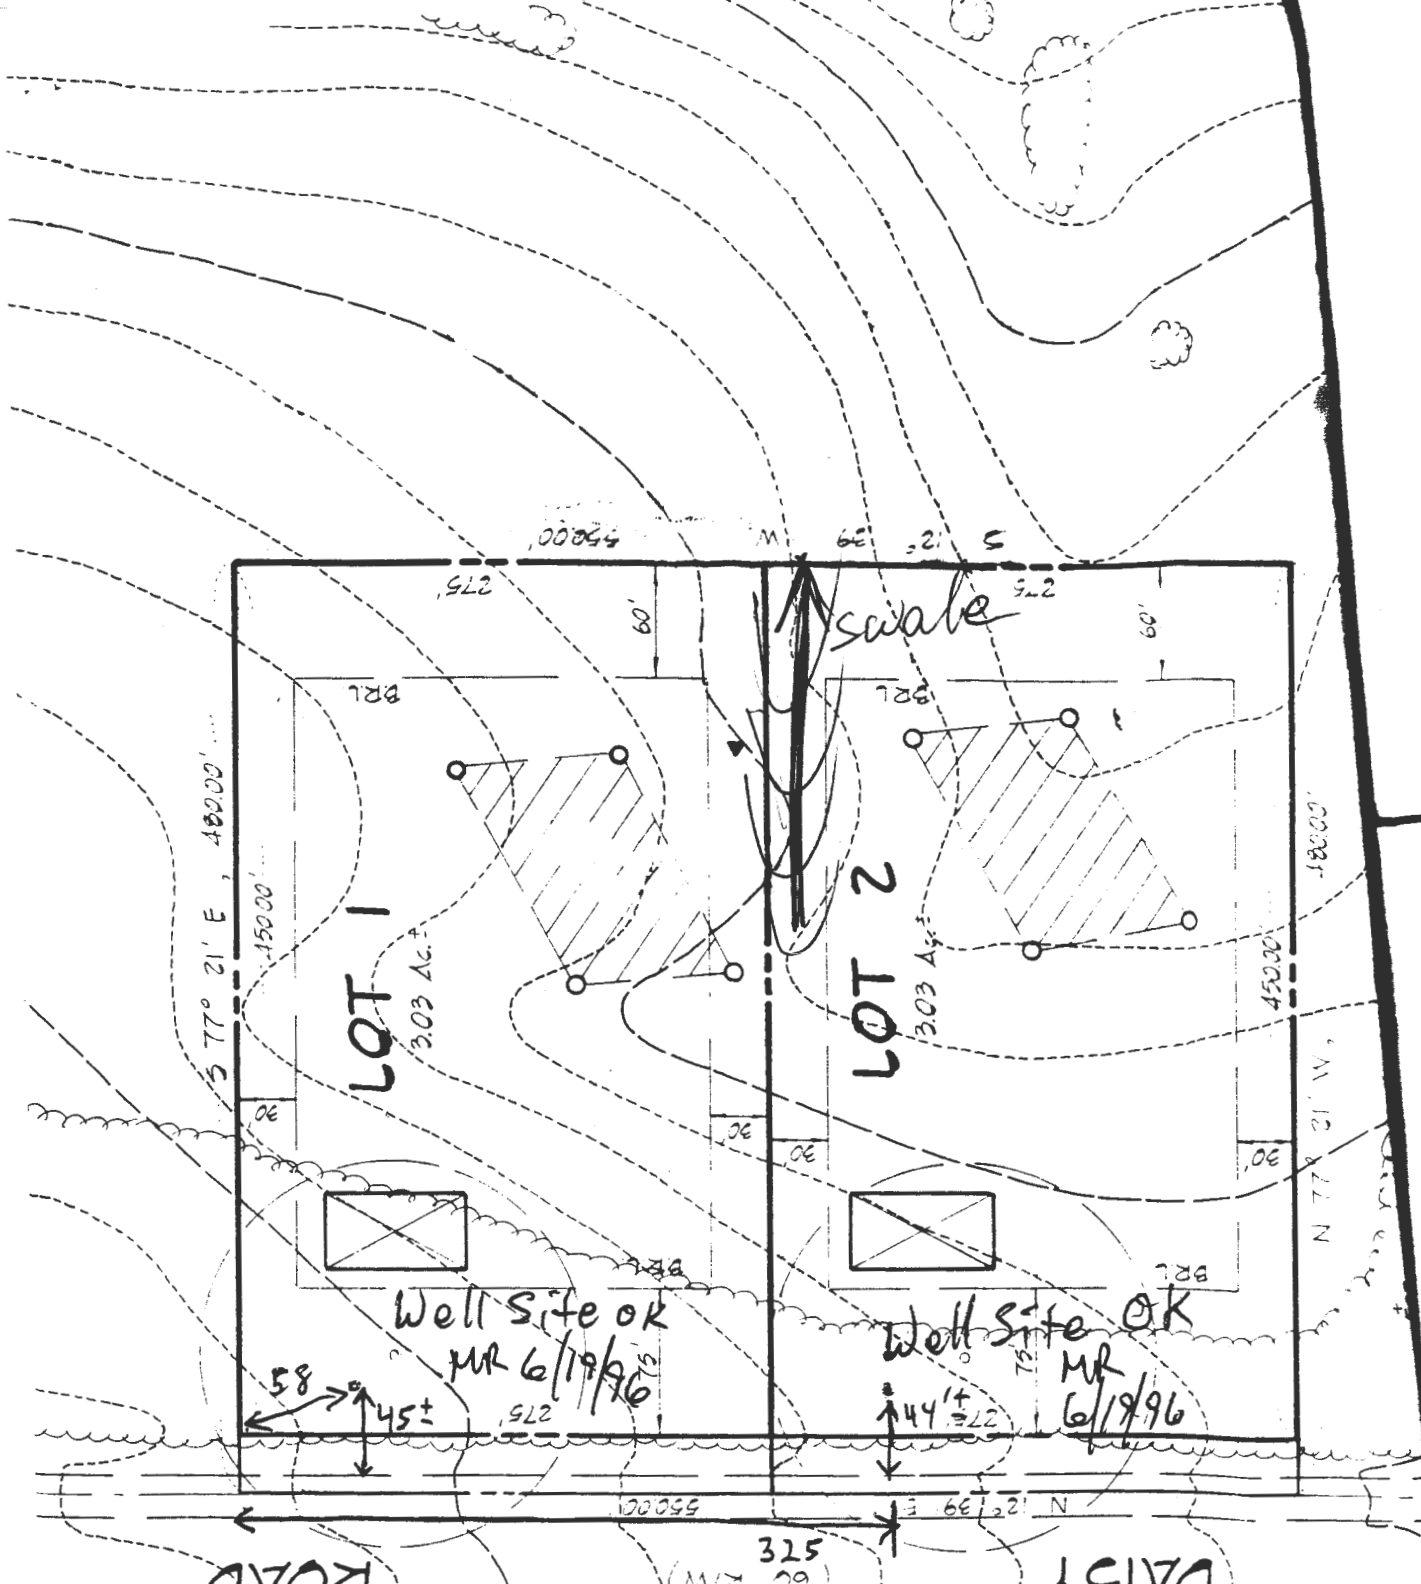 550.00'
S 12° 39' W
275'
275'
60'
60'
swale
BRL
BRL
S 77° 21' E, 480.00'
450.00'
LOT 1
3.03 Ac.±
LOT 2
3.03 Ac.±
480.00'
450.00'
N 77° 21' W,
30'
30'
30'
30'
BRL
BRL
Well Site OK
MR 6/19/96
75'
Well Site OK
MR
6/19/96
75'
58
45±
275'
44'±
275'
550.00'
N 12° 39' E
325
60' R/W
ROAD
DAISY